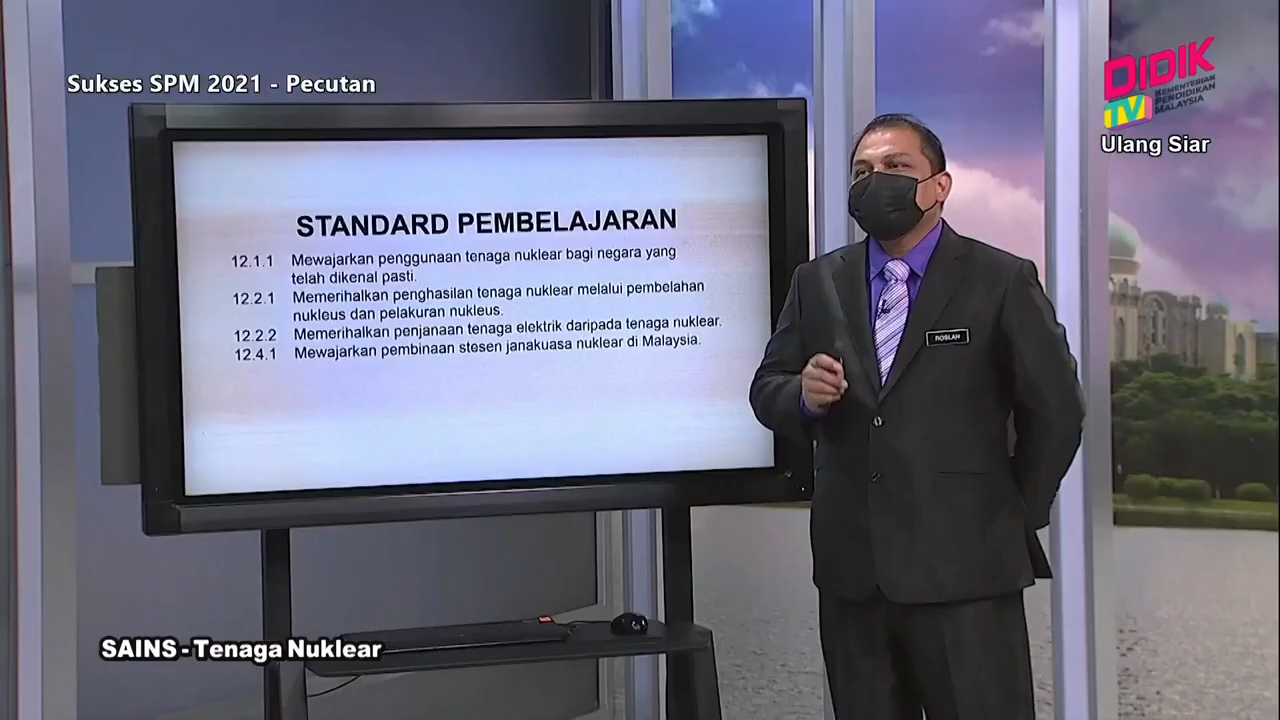 Sukses SPM 2021 - Pecutan
DIDIK
TV
KEMENTERIAN
PENDIDIKAN
MALAYSIA
Ulang Siar
STANDARD PEMBELAJARAN
12.1.1 Mewajarkan penggunaan tenaga nuklear bagi negara yang
telah dikenal pasti.
12.2.1 Memerihalkan penghasilan tenaga nuklear melalui pembelahan
nukleus dan pelakuran nukleus.
12.2.2 Memerihalkan penjanaan tenaga elektrik daripada tenaga nuklear.
12.4.1 Mewajarkan pembinaan stesen janakuasa nuklear di Malaysia.
ROSLAH
SAINS - Tenaga Nuklear